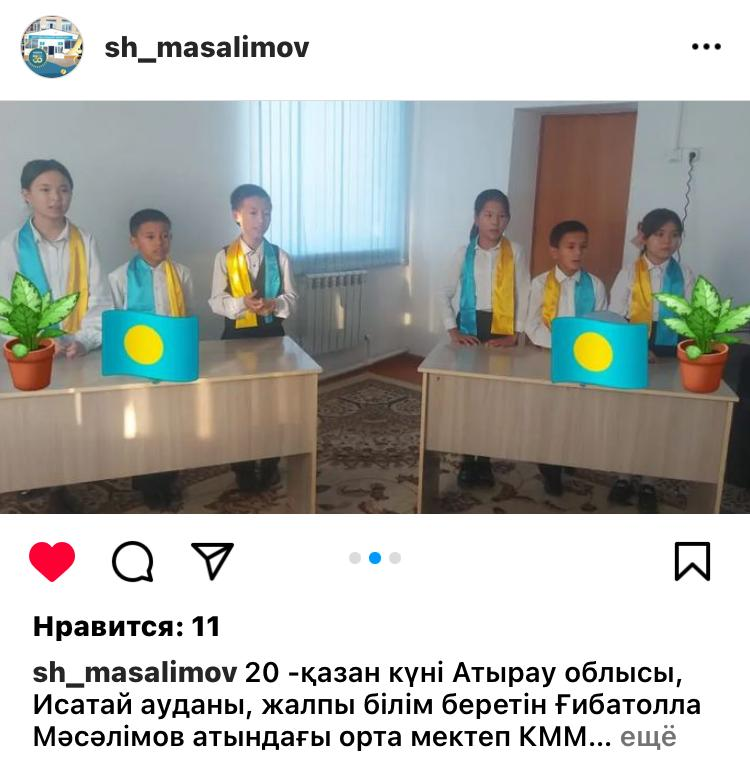 sh_masalimov
Нравится: 11
sh_masalimov 20 -қазан күні Атырау облысы,
Исатай ауданы, жалпы білім беретін Ғибатолла
Мәсәлімов атындағы орта мектеп КММ... ещё